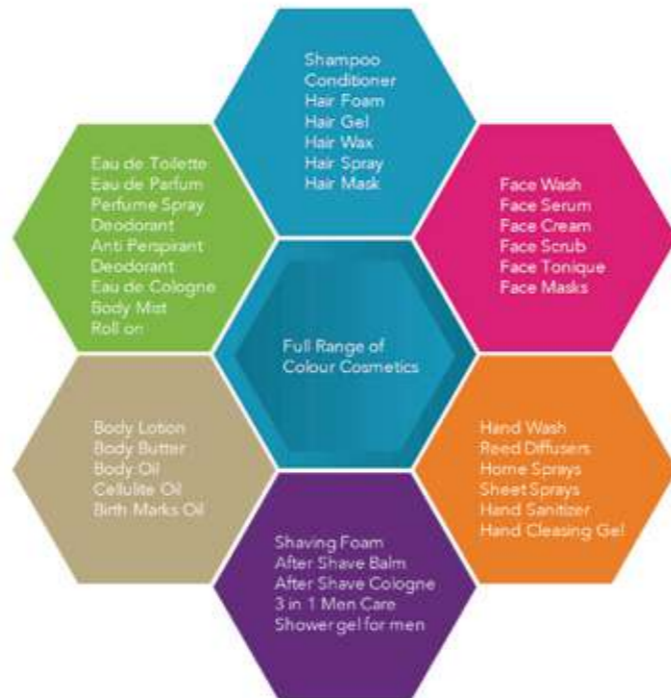 Shampoo
Conditioner
Hair Foam
Hair Gel
Hair Wax
Hair Spray
Hair Mask
Eau de Toilette
Eau de Parfum
Perfume Spray
Deodorant
Anti Perspirant
Deodorant
Eau de Cologne
Body Mist
Roll on
Face Wash
Face Serum
Face Cream
Face Scrub
Face Tonique
Face Masks
Full Range of
Colour Cosmetics
Body Lotion
Body Butter
Body Oil
Cellulite Oil
Birth Marks Oil
Hand Wash
Reed Diffusers
Home Sprays
Sheet Sprays
Hand Sanitizer
Hand Cleasing Gel
Shaving Foam
After Shave Balm
After Shave Cologne
3 in 1 Men Care
Shower gel for men